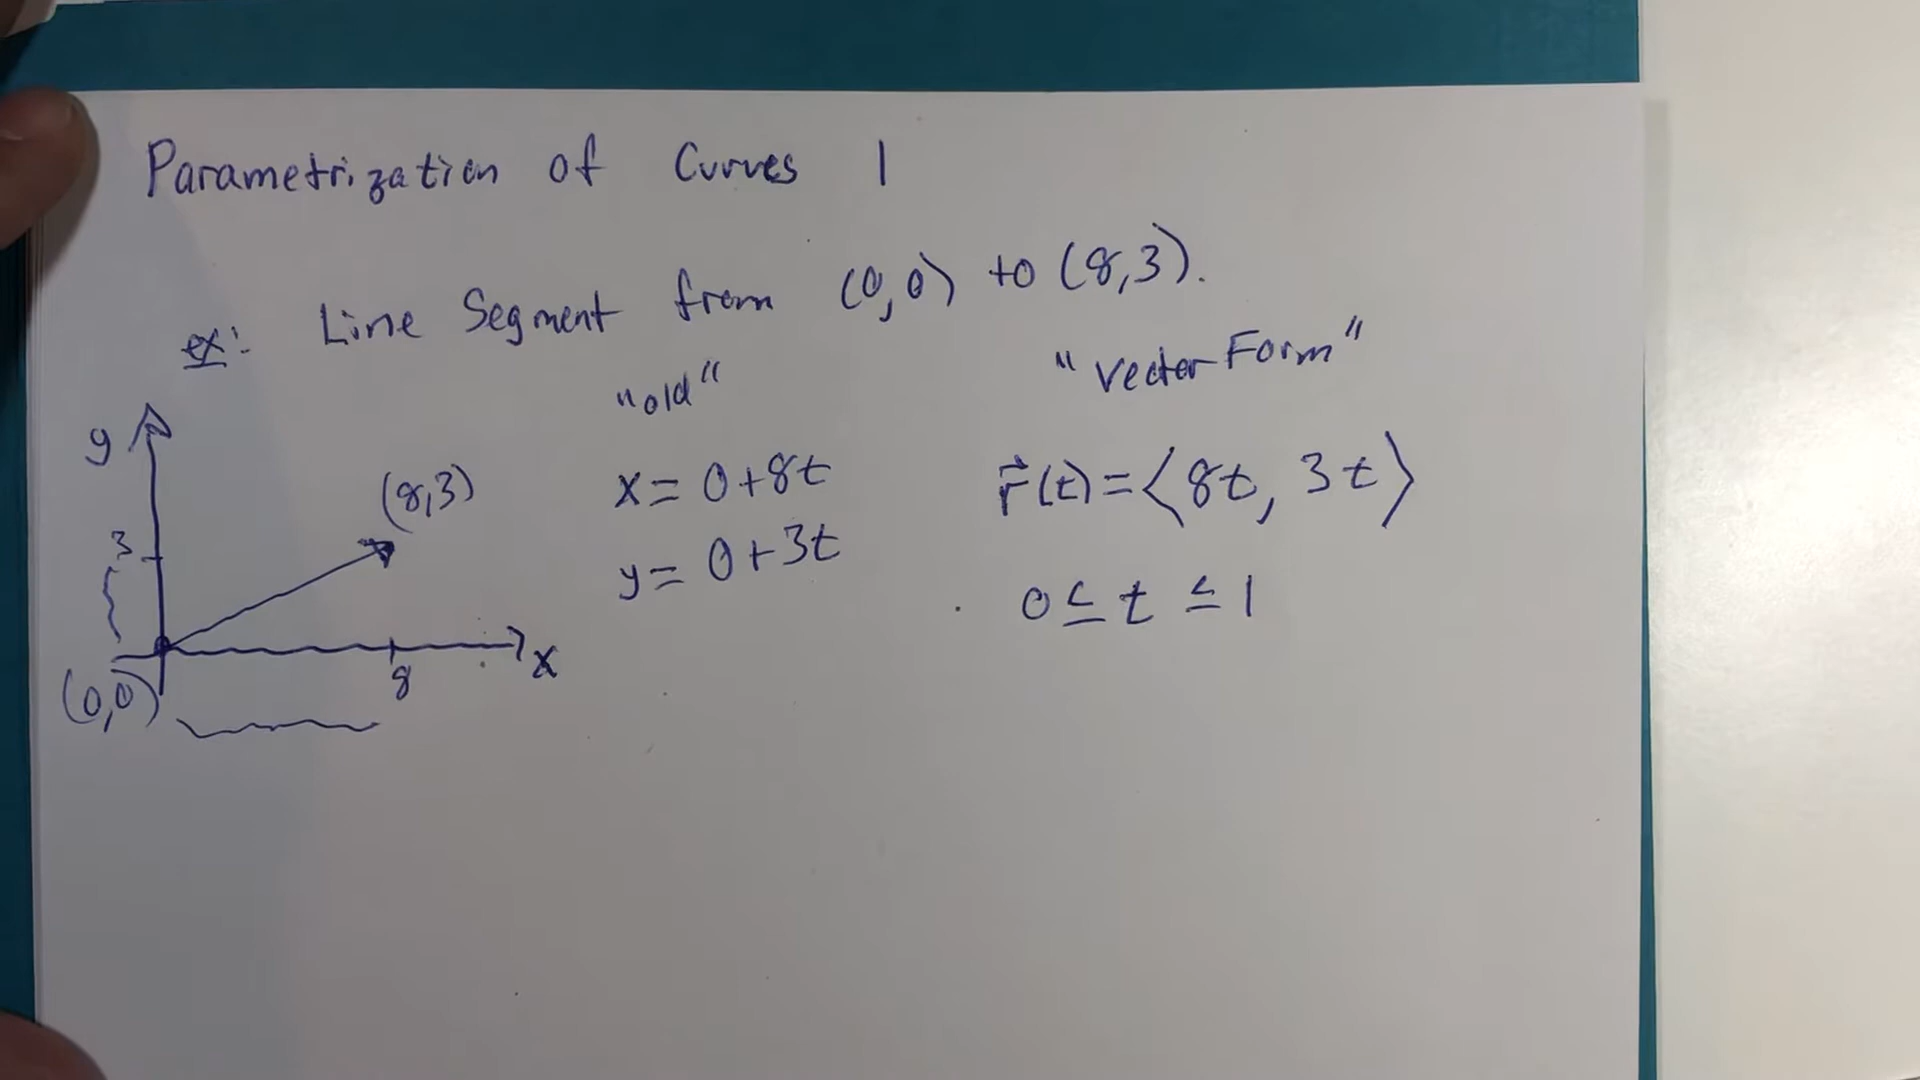 Parametrization of Curves 1
ex: Line Segment from (0,0) to (8,3).
"old"
"Vector Form"
y
(8,3)
3
(0,0)
8
x
x = 0+8t
y = 0+3t
r⃗(t) = ⟨8t, 3t⟩
0 ≤ t ≤ 1